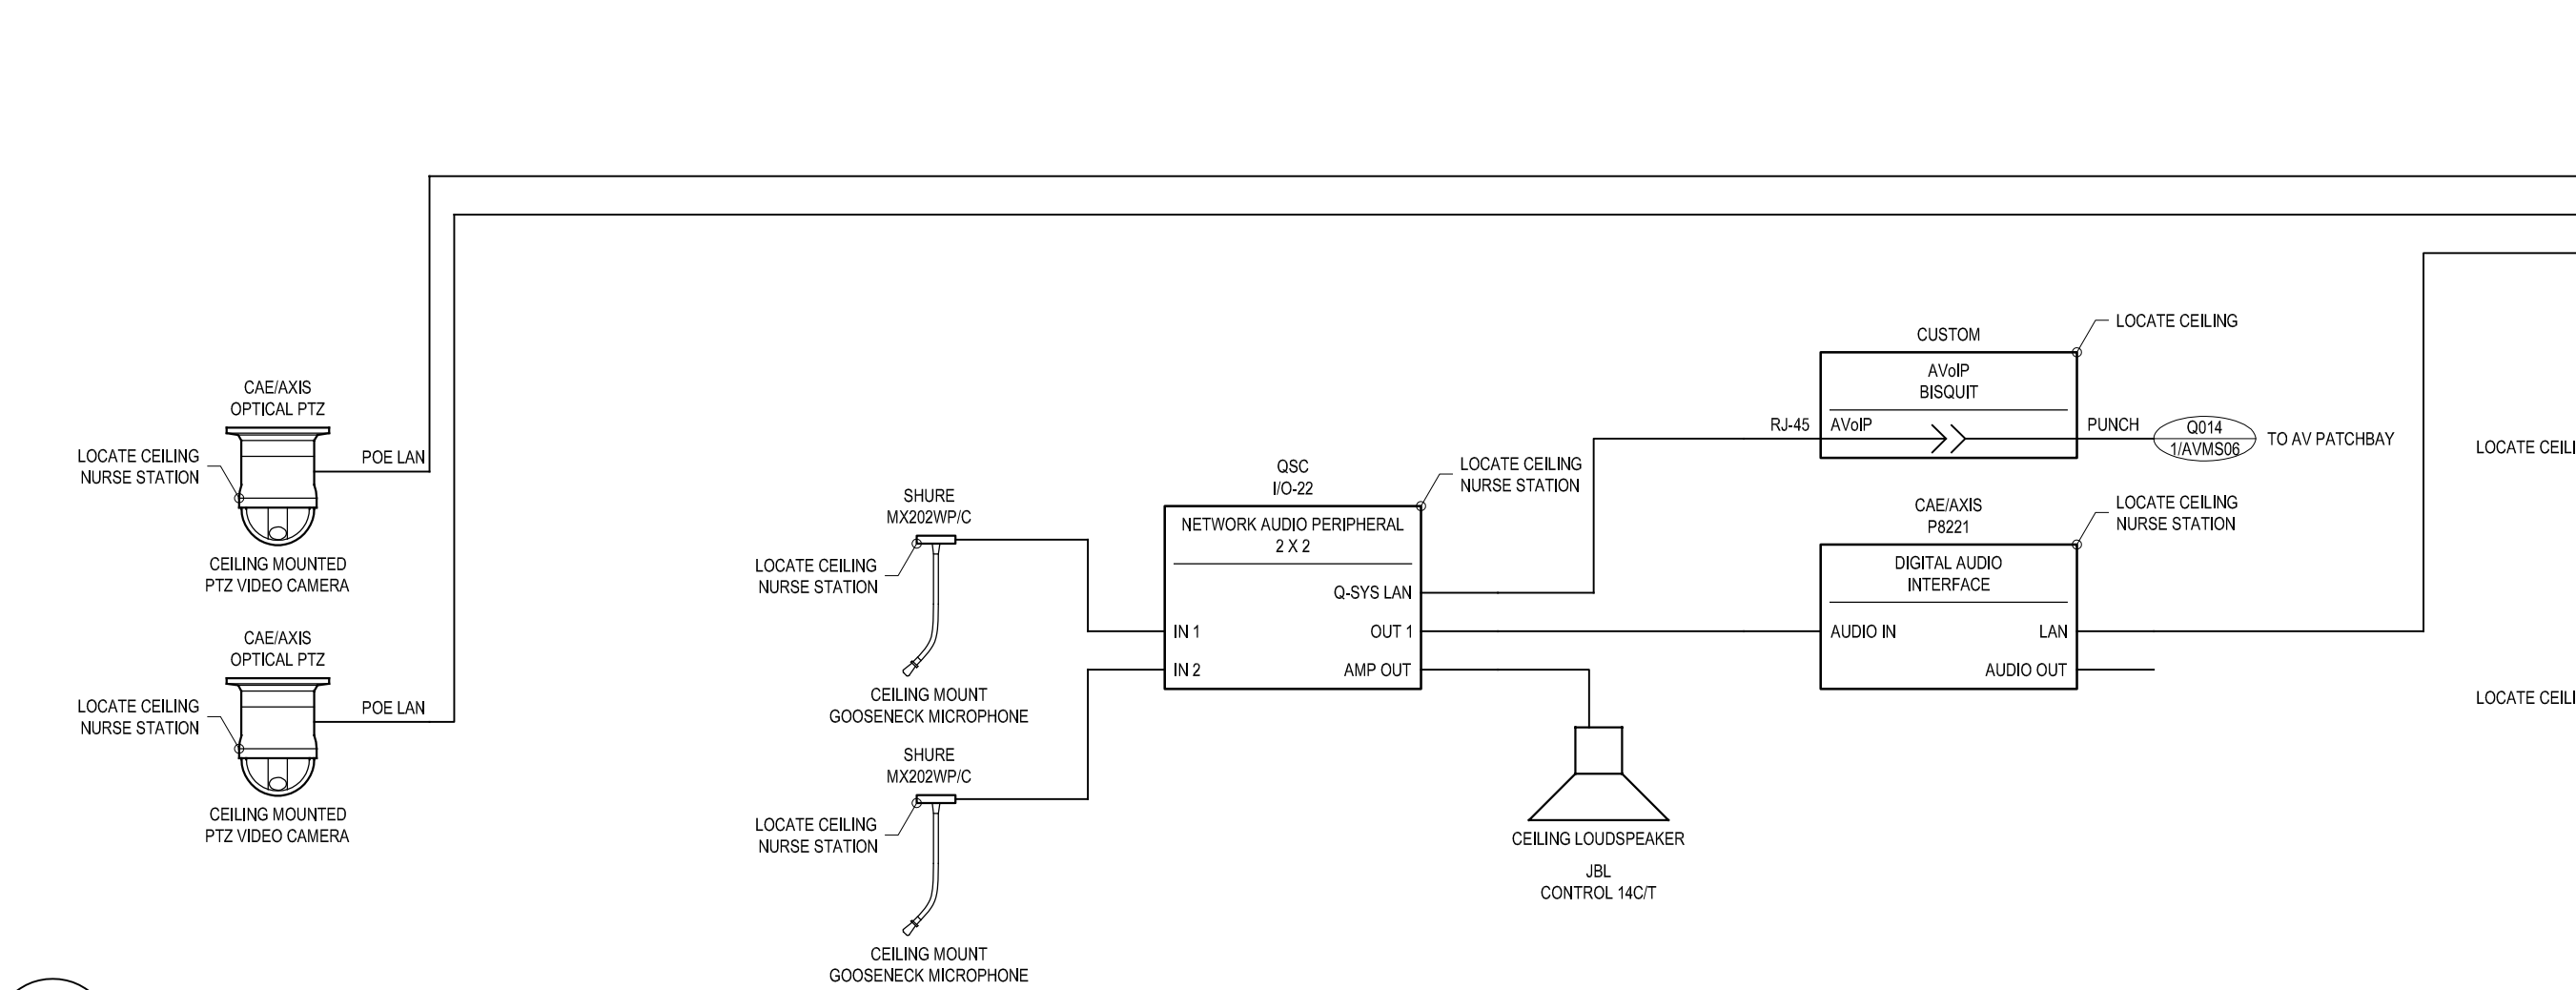 CAE/AXIS
OPTICAL PTZ
LOCATE CEILING
NURSE STATION
POE LAN
CEILING MOUNTED
PTZ VIDEO CAMERA
CAE/AXIS
OPTICAL PTZ
LOCATE CEILING
NURSE STATION
POE LAN
CEILING MOUNTED
PTZ VIDEO CAMERA
SHURE
MX202WP/C
LOCATE CEILING
NURSE STATION
CEILING MOUNT
GOOSENECK MICROPHONE
SHURE
MX202WP/C
LOCATE CEILING
NURSE STATION
CEILING MOUNT
GOOSENECK MICROPHONE
QSC
I/O-22
LOCATE CEILING
NURSE STATION
NETWORK AUDIO PERIPHERAL
2 X 2
Q-SYS LAN
IN 1
OUT 1
IN 2
AMP OUT
CEILING LOUDSPEAKER
JBL
CONTROL 14C/T
CUSTOM
LOCATE CEILING
AVoIP
BISQUIT
RJ-45
AVoIP
PUNCH
Q014
1/AVMS06
TO AV PATCHBAY
CAE/AXIS
P8221
LOCATE CEILING
NURSE STATION
DIGITAL AUDIO
INTERFACE
AUDIO IN
LAN
AUDIO OUT
LOCATE CEILI
LOCATE CEILI